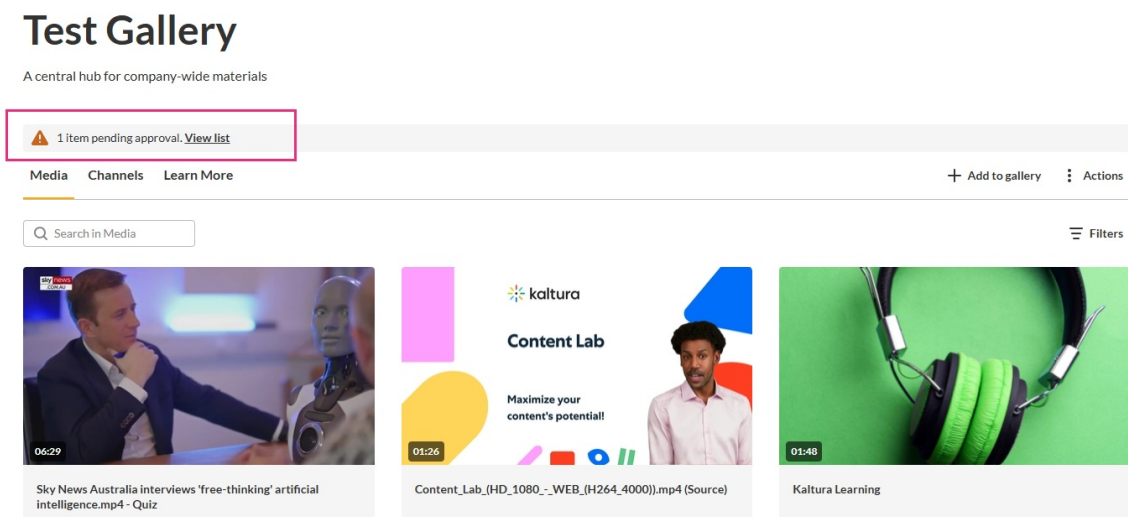 Test Gallery
A central hub for company-wide materials
1 item pending approval. View list
Media Channels Learn More
Add to gallery Actions
Search in Media
Filters
sky news
.COM.AU
06:29
kaltura
Content Lab
Maximize your
content's potential!
01:26
01:48
Sky News Australia interviews 'free-thinking' artificial
intelligence.mp4 - Quiz
Content_Lab_(HD_1080_-_WEB_(H264_4000)).mp4 (Source)
Kaltura Learning